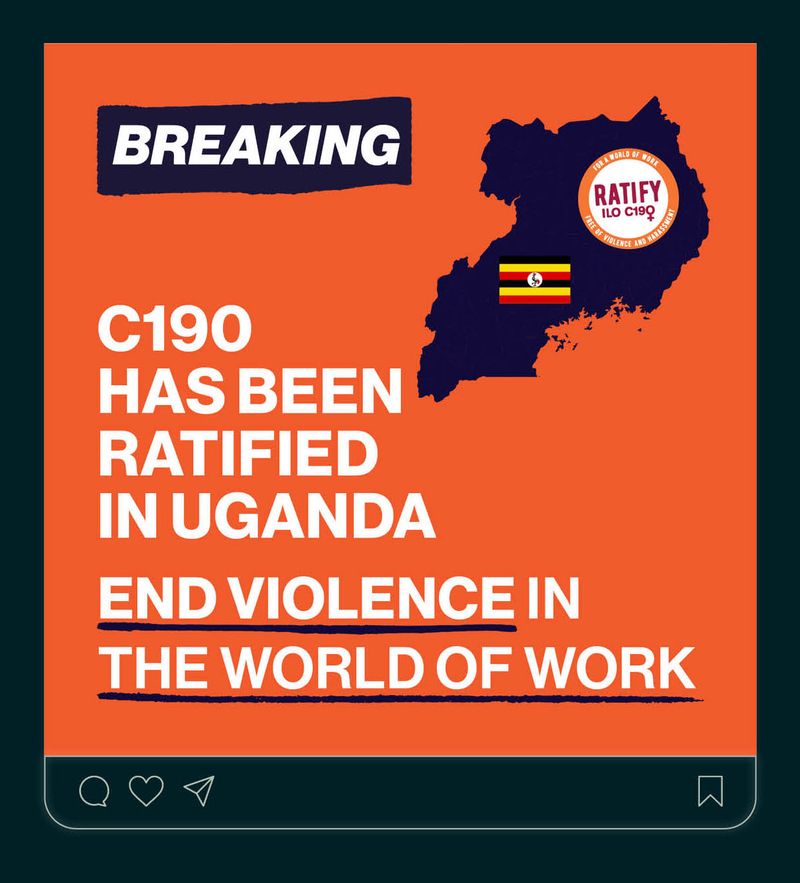 BREAKING
FOR A WORLD OF WORK
RATIFY
ILO C190
FREE OF VIOLENCE AND HARASSMENT
C190
HAS BEEN
RATIFIED
IN UGANDA
END VIOLENCE IN
THE WORLD OF WORK